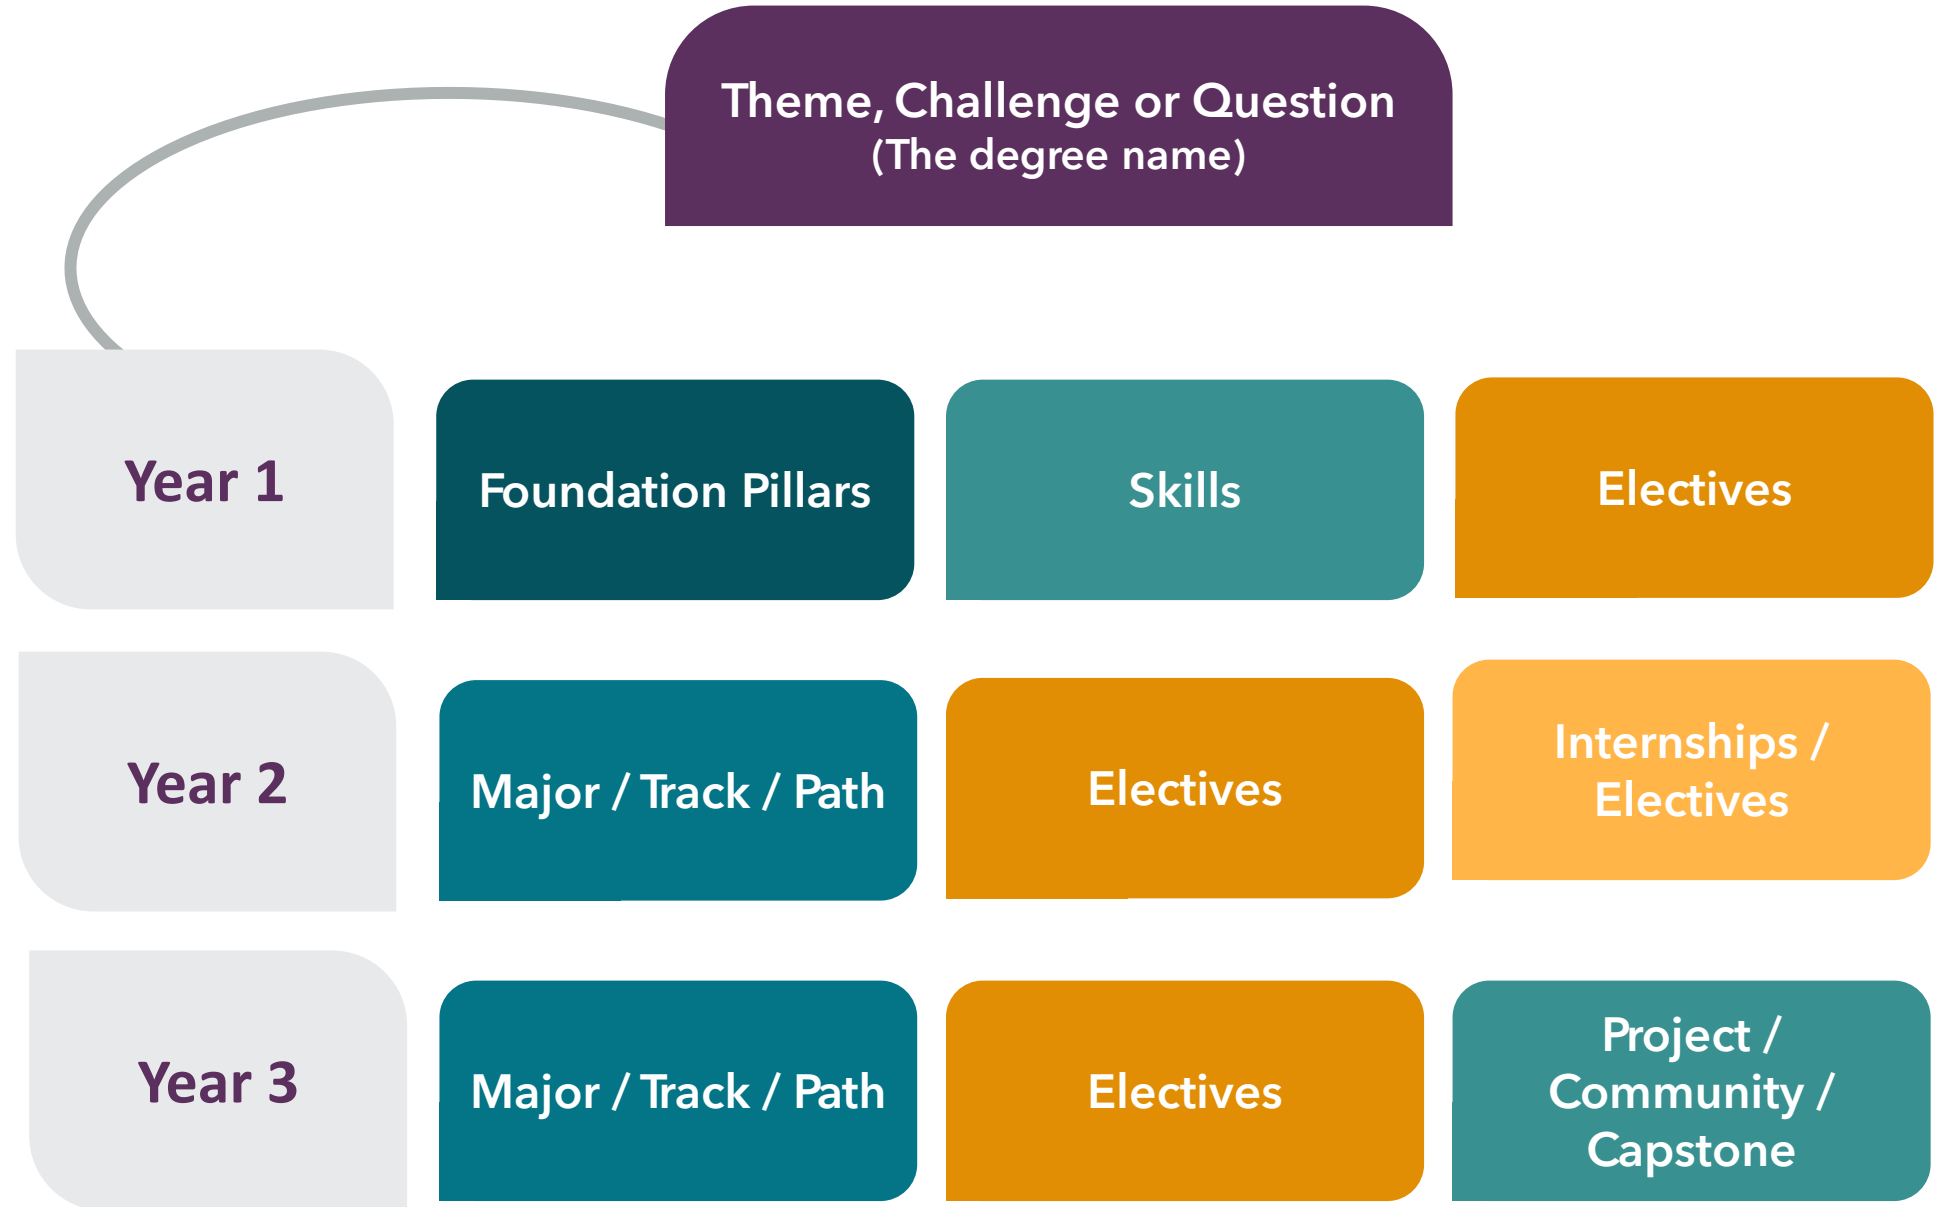 Theme, Challenge or Question
(The degree name)
Year 1
Foundation Pillars
Skills
Electives
Year 2
Major / Track / Path
Electives
Internships /
Electives
Year 3
Major / Track / Path
Electives
Project /
Community /
Capstone